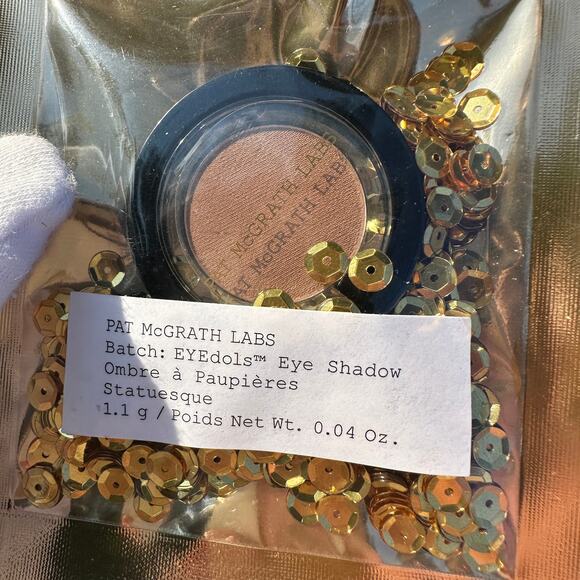 PAT McGRATH LABS
PAT McGRATH LABS
PAT McGRATH LABS
Batch: EYEdols™ Eye Shadow
Ombre à Paupières
Statuesque
1.1 g / Poids Net Wt. 0.04 Oz.